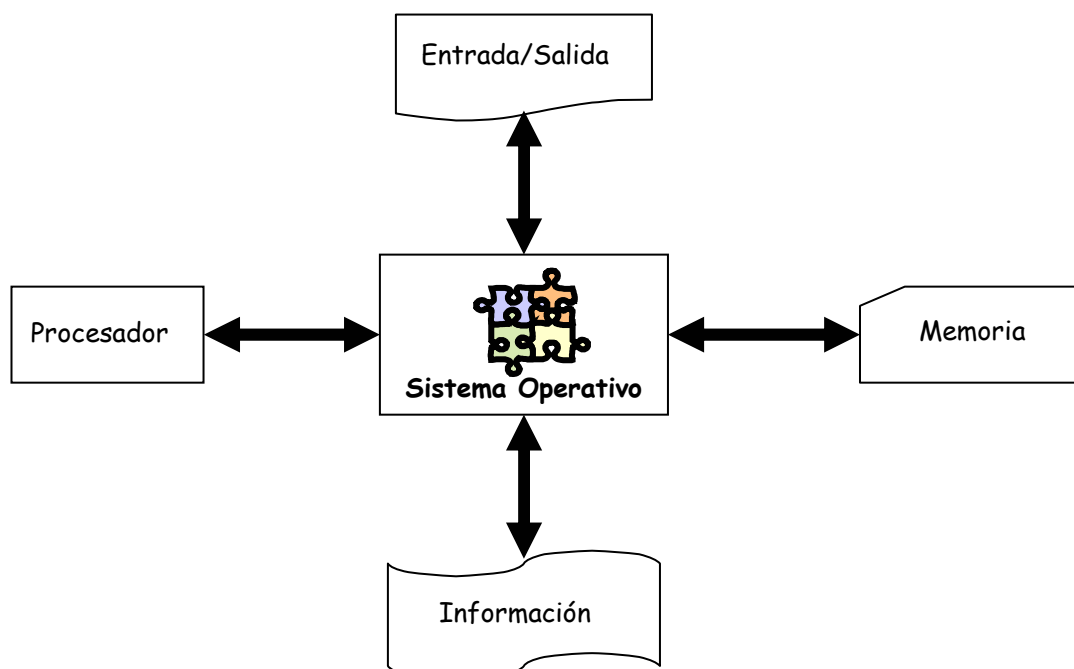 Entrada/Salida
Procesador
Sistema Operativo
Memoria
Información